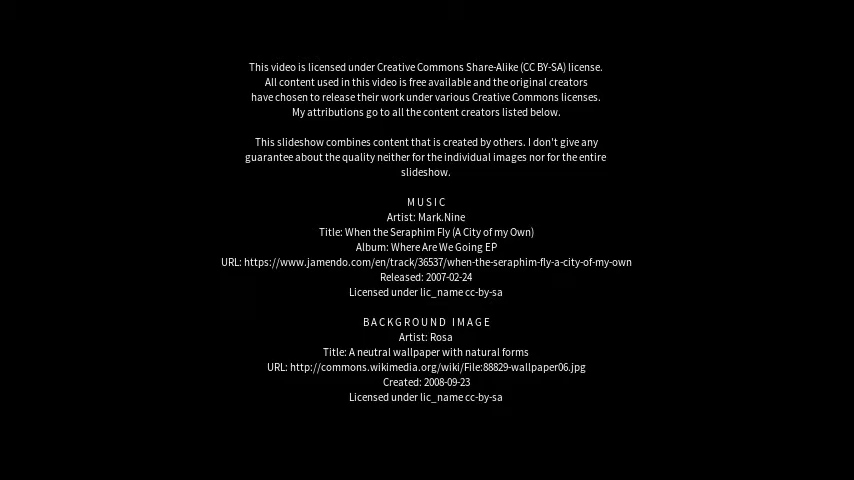 This video is licensed under Creative Commons Share-Alike (CC BY-SA) license.
All content used in this video is free available and the original creators
have chosen to release their work under various Creative Commons licenses.
My attributions go to all the content creators listed below.
This slideshow combines content that is created by others. I don't give any
guarantee about the quality neither for the individual images nor for the entire
slideshow.
MUSIC
Artist: Mark.Nine
Title: When the Seraphim Fly (A City of my Own)
Album: Where Are We Going EP
URL: https://www.jamendo.com/en/track/36537/when-the-seraphim-fly-a-city-of-my-own
Released: 2007-02-24
Licensed under lic_name cc-by-sa
BACKGROUND IMAGE
Artist: Rosa
Title: A neutral wallpaper with natural forms
URL: http://commons.wikimedia.org/wiki/File:88829-wallpaper06.jpg
Created: 2008-09-23
Licensed under lic_name cc-by-sa